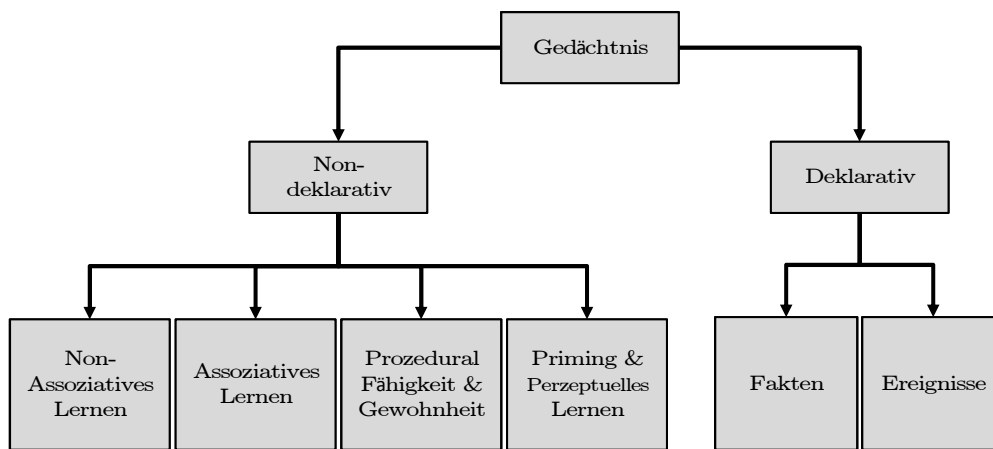 Gedächtnis
Non-
deklarativ
Deklarativ
Non-
Assoziatives
Lernen
Assoziatives
Lernen
Prozedural
Fähigkeit &
Gewohnheit
Priming &
Perzeptuelles
Lernen
Fakten
Ereignisse